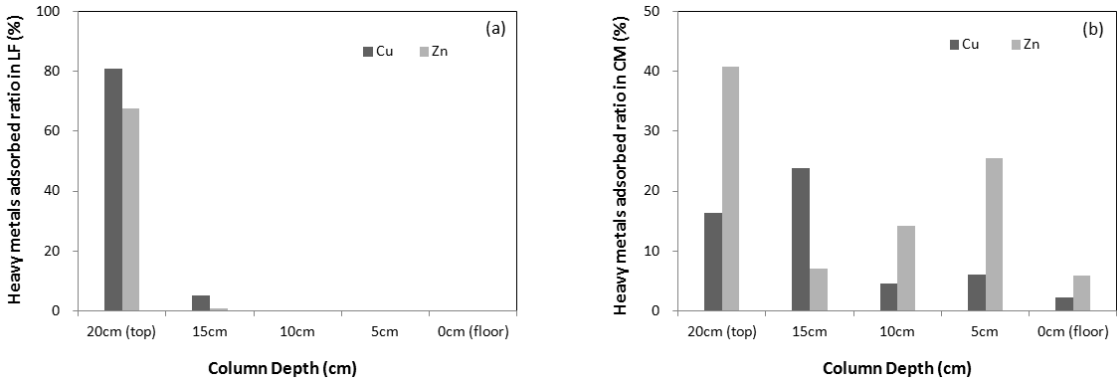 Heavy metals adsorbed ratio in LF (%)
100
80
60
40
20
0
(a)
Cu Zn
20cm (top) 15cm 10cm 5cm 0cm (floor)
Column Depth (cm)
Heavy metals adsorbed ratio in CM (%)
50
40
30
20
10
0
(b)
Cu Zn
20cm (top) 15cm 10cm 5cm 0cm (floor)
Column Depth (cm)